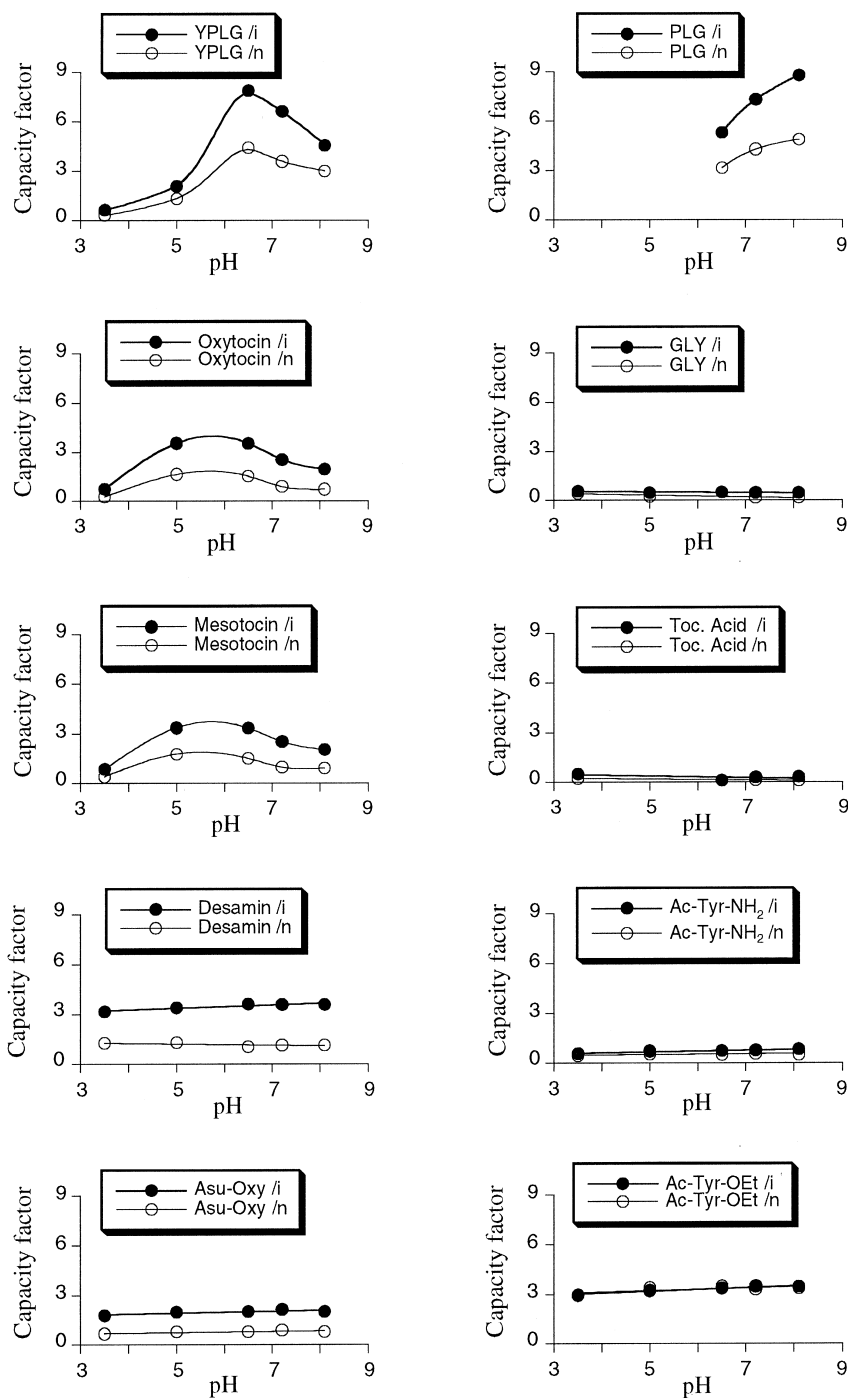 YPLG /i
YPLG /n
Capacity factor
9
6
3
0
3 5 7 9
pH
PLG /i
PLG /n
Capacity factor
9
6
3
0
3 5 7 9
pH
Oxytocin /i
Oxytocin /n
Capacity factor
9
6
3
0
3 5 7 9
pH
GLY /i
GLY /n
Capacity factor
9
6
3
0
3 5 7 9
pH
Mesotocin /i
Mesotocin /n
Capacity factor
9
6
3
0
3 5 7 9
pH
Toc. Acid /i
Toc. Acid /n
Capacity factor
9
6
3
0
3 5 7 9
pH
Desamin /i
Desamin /n
Capacity factor
9
6
3
0
3 5 7 9
pH
Ac-Tyr-NH₂ /i
Ac-Tyr-NH₂ /n
Capacity factor
9
6
3
0
3 5 7 9
pH
Asu-Oxy /i
Asu-Oxy /n
Capacity factor
9
6
3
0
3 5 7 9
pH
Ac-Tyr-OEt /i
Ac-Tyr-OEt /n
Capacity factor
9
6
3
0
3 5 7 9
pH